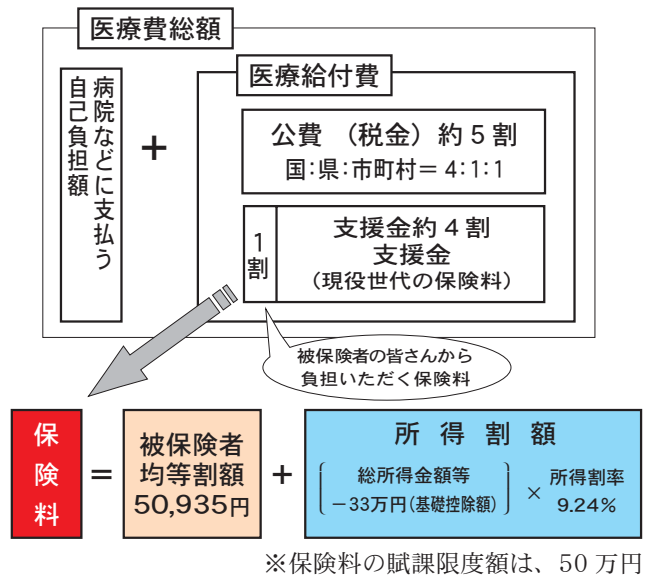 医療費総額
病院などに支払う
自己負担額
+
医療給付費
公費 （税金）約5割
国：県：市町村＝4：1：1
1割
支援金約4割
支援金
（現役世代の保険料）
被保険者の皆さんから
負担いただく保険料
保険料
=
被保険者
均等割額
50,935円
+
所得割額
総所得金額等
－33万円（基礎控除額）
×
所得割率
9.24%
※保険料の賦課限度額は、50万円